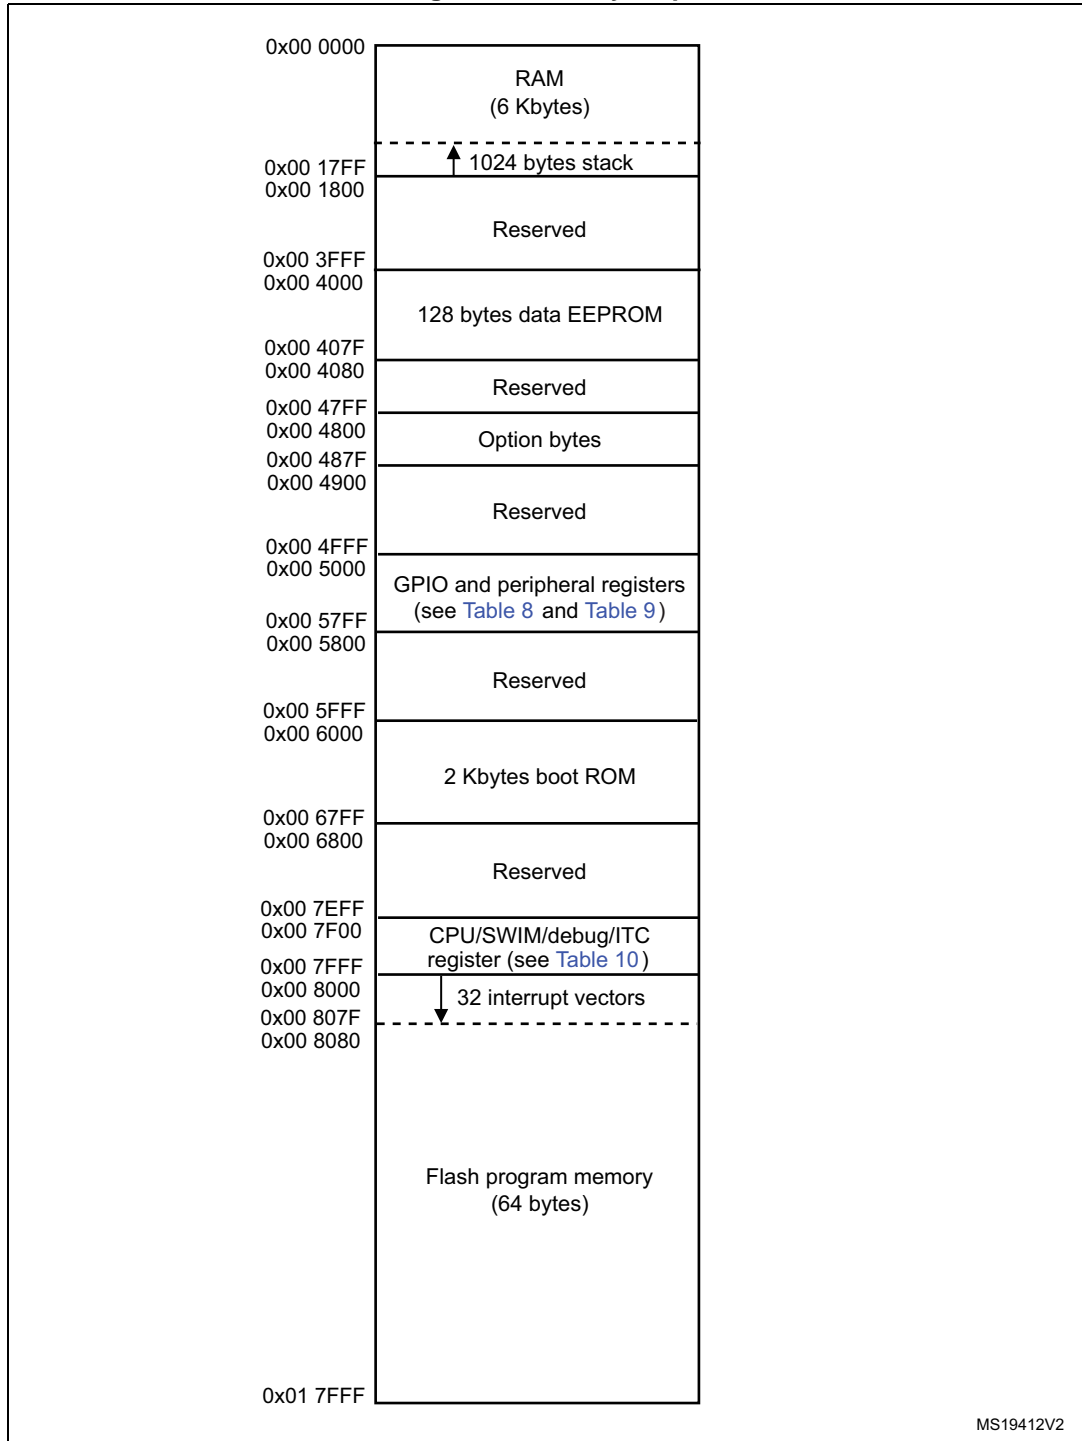 0x00 0000
RAM
(6 Kbytes)
1024 bytes stack
0x00 17FF
0x00 1800
Reserved
0x00 3FFF
0x00 4000
128 bytes data EEPROM
0x00 407F
0x00 4080
Reserved
0x00 47FF
0x00 4800
Option bytes
0x00 487F
0x00 4900
Reserved
0x00 4FFF
0x00 5000
GPIO and peripheral registers
(see Table 8 and Table 9)
0x00 57FF
0x00 5800
Reserved
0x00 5FFF
0x00 6000
2 Kbytes boot ROM
0x00 67FF
0x00 6800
Reserved
0x00 7EFF
0x00 7F00
CPU/SWIM/debug/ITC
register (see Table 10)
0x00 7FFF
0x00 8000
32 interrupt vectors
0x00 807F
0x00 8080
Flash program memory
(64 bytes)
0x01 7FFF
MS19412V2